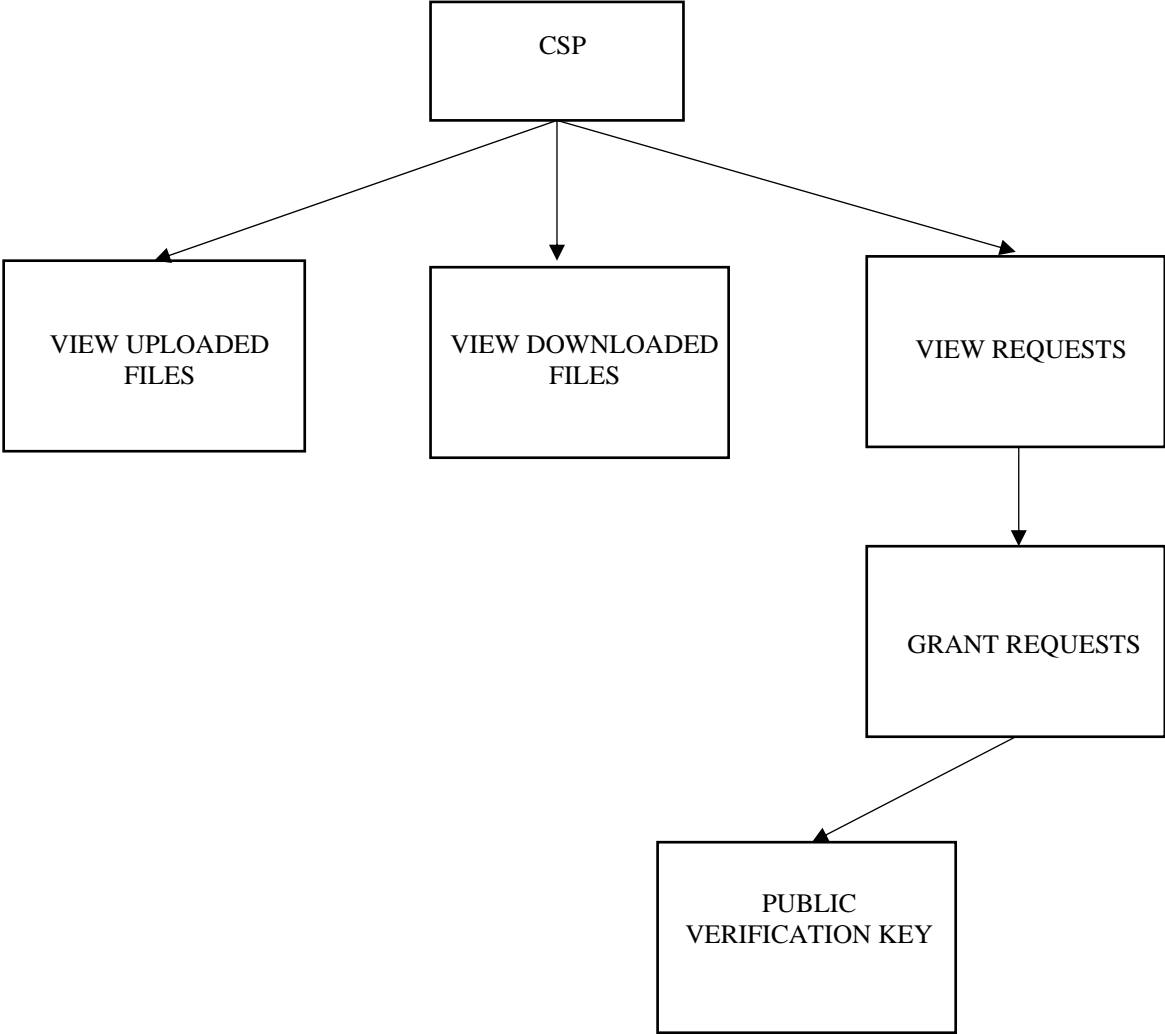 CSP
VIEW UPLOADED
FILES
VIEW DOWNLOADED
FILES
VIEW REQUESTS
GRANT REQUESTS
PUBLIC
VERIFICATION KEY